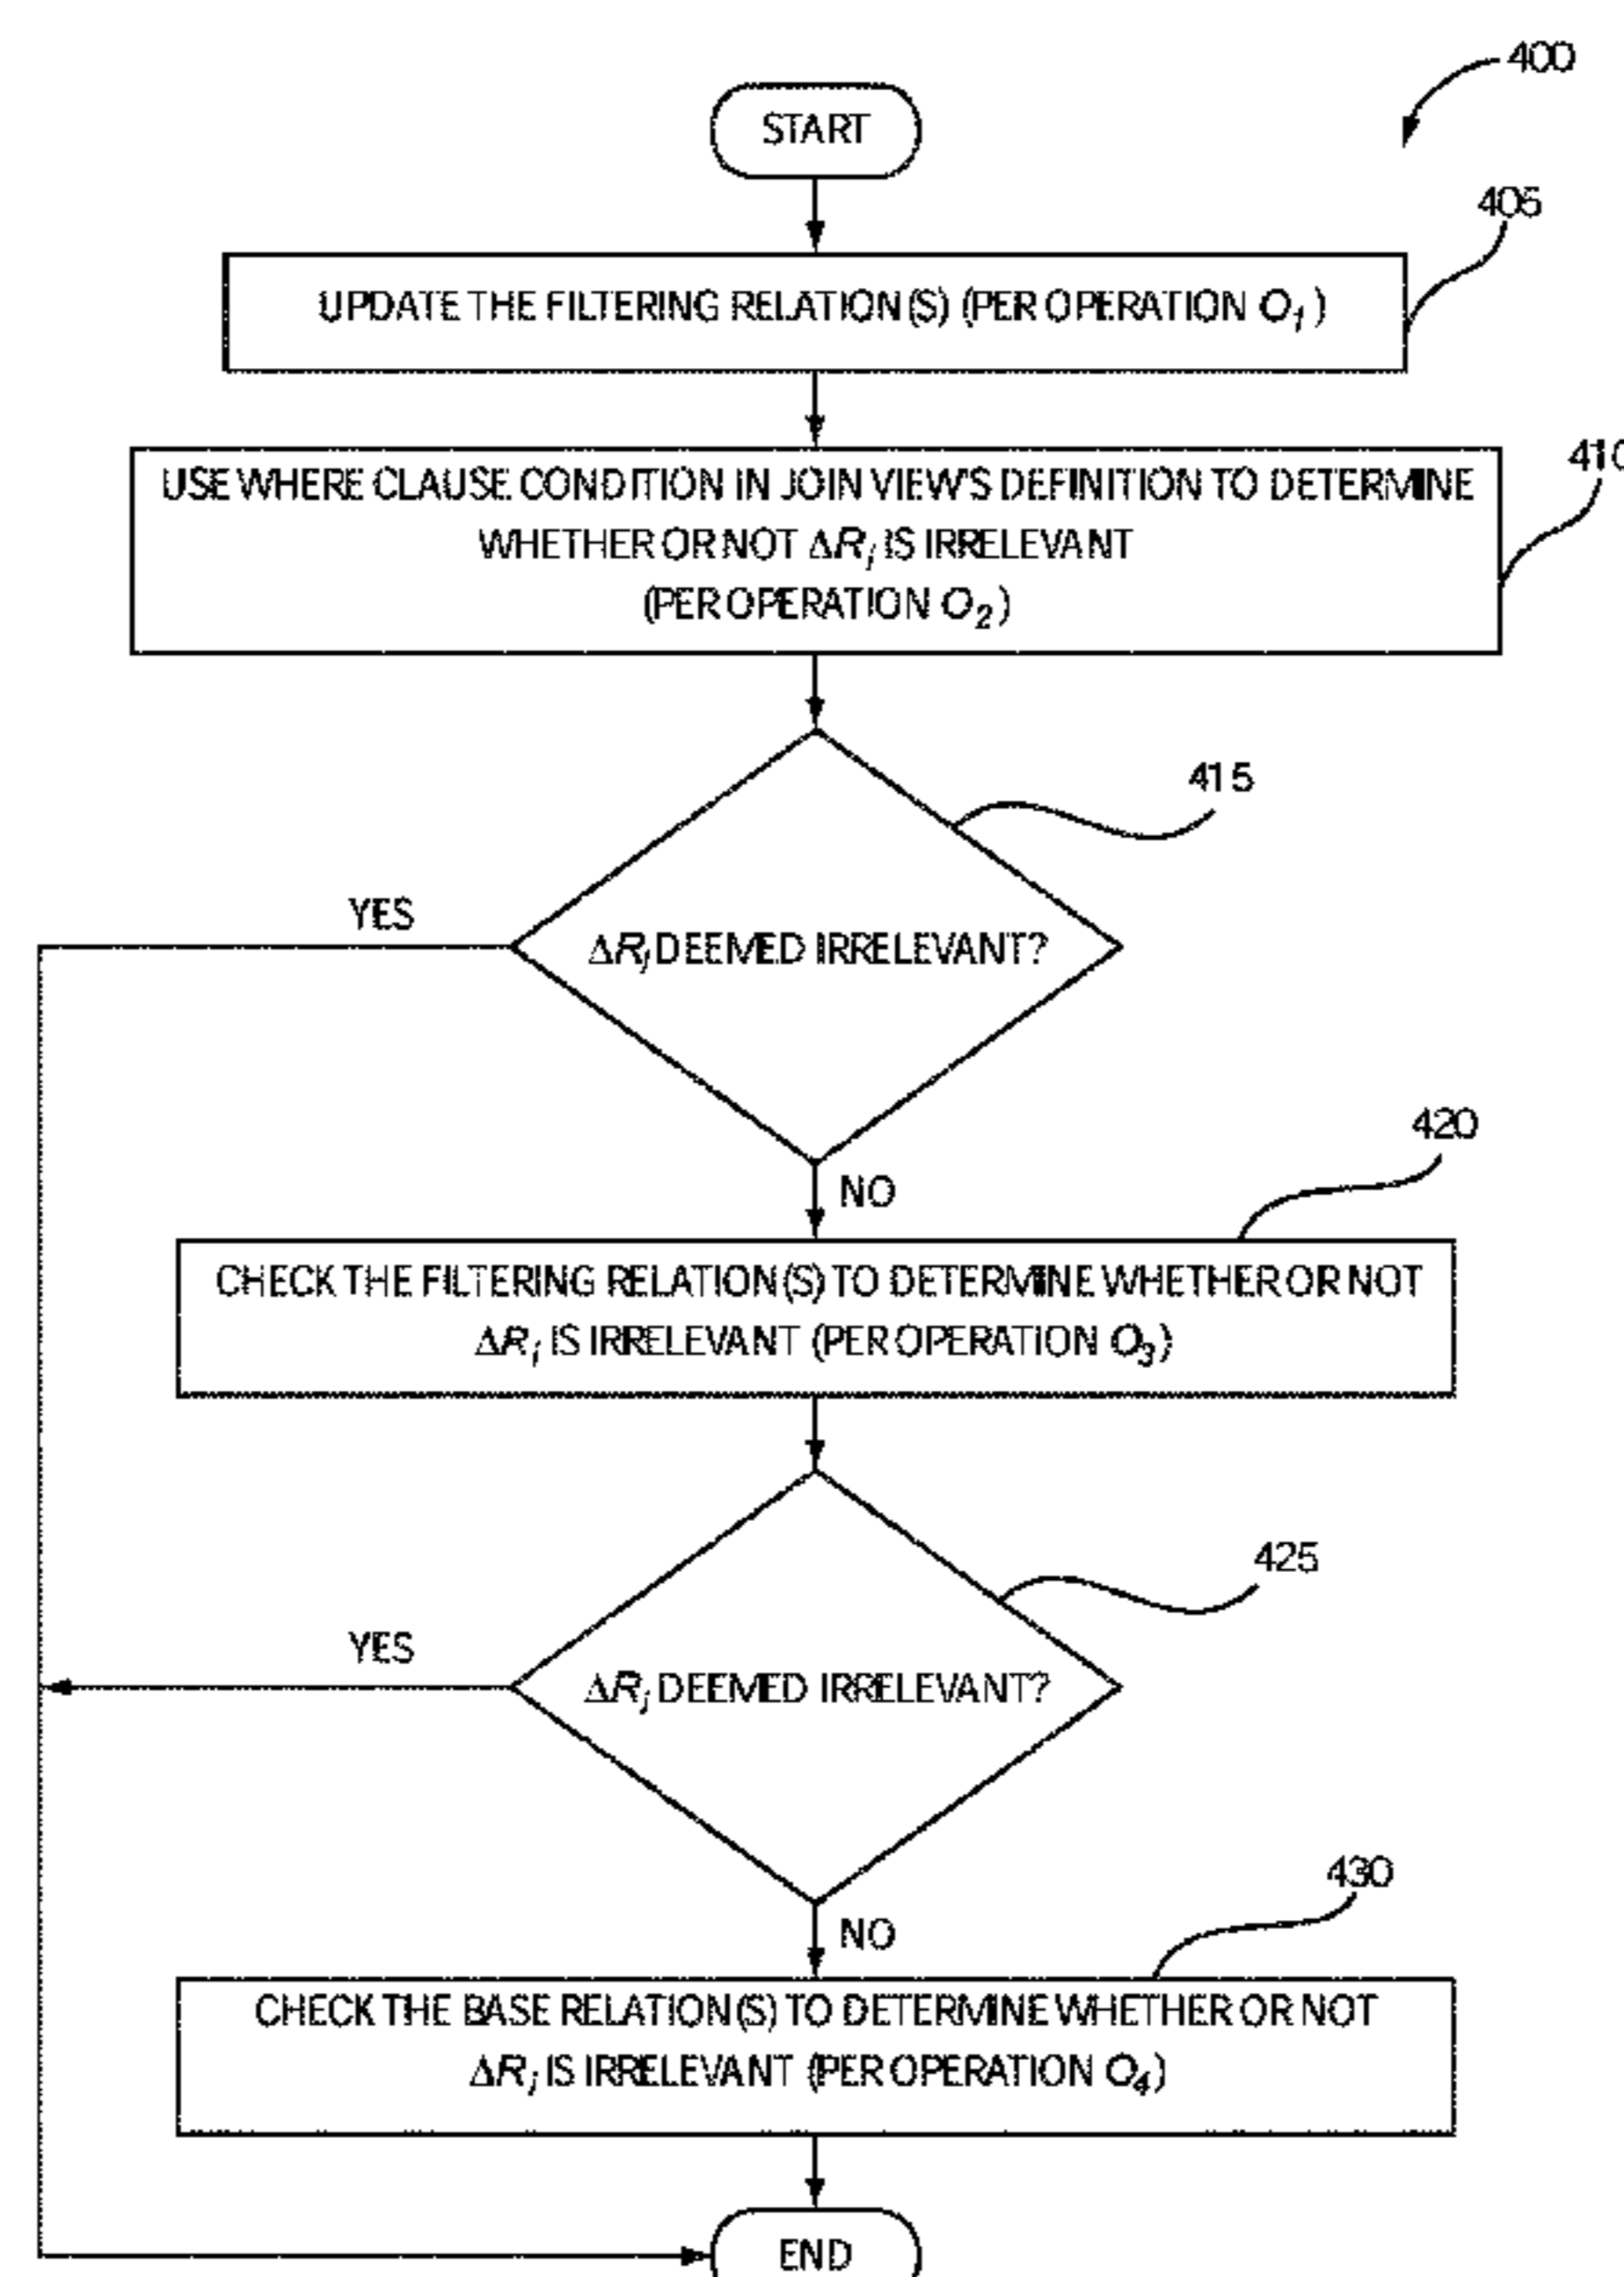 400
START
405
UPDATE THE FILTERING RELATION(S) (PER OPERATION O1)
410
USE WHERE CLAUSE CONDITION IN JOIN VIEW'S DEFINITION TO DETERMINE
WHETHER OR NOT ΔRi IS IRRELEVANT
(PER OPERATION O2)
415
YES
ΔRi DEEMED IRRELEVANT?
NO
420
CHECK THE FILTERING RELATION(S) TO DETERMINE WHETHER OR NOT
ΔRi IS IRRELEVANT (PER OPERATION O3)
425
YES
ΔRi DEEMED IRRELEVANT?
NO
430
CHECK THE BASE RELATION(S) TO DETERMINE WHETHER OR NOT
ΔRi IS IRRELEVANT (PER OPERATION O4)
END